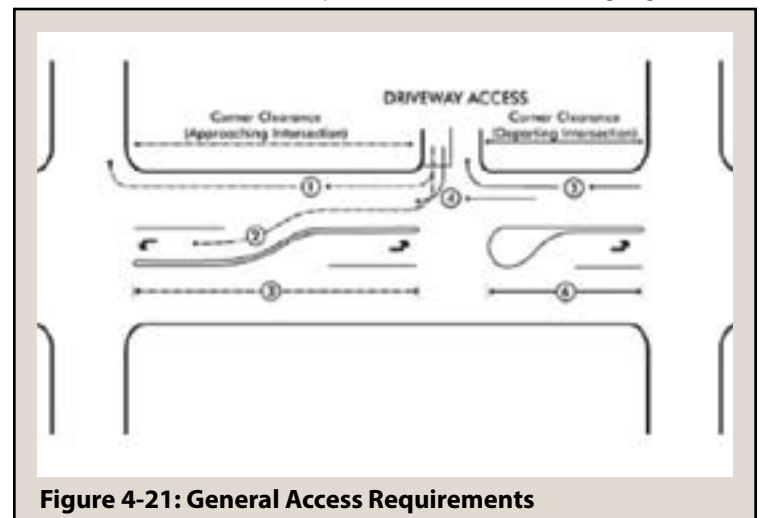 DRIVEWAY ACCESS
Corner Clearance
(Approaching Intersection)
Corner Clearance
(Departing Intersection)
1
5
4
2
3
6
Figure 4-21: General Access Requirements